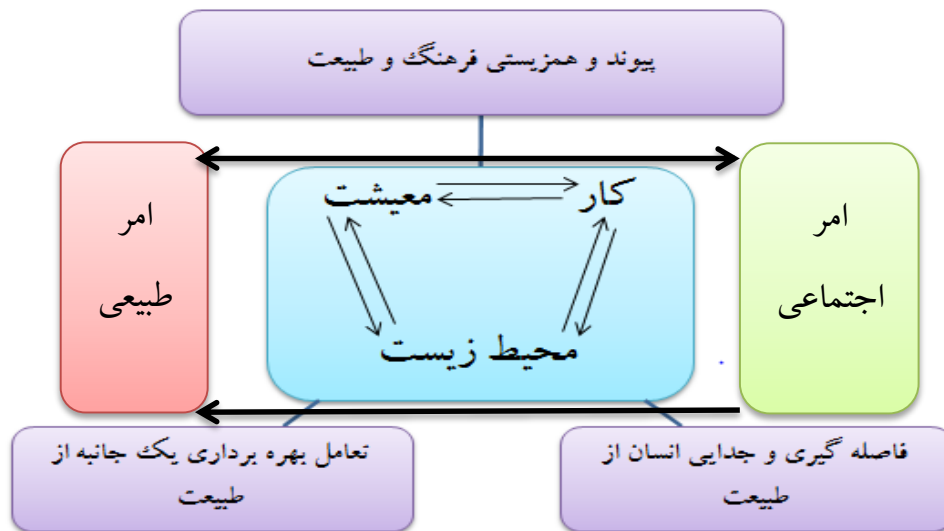 پیوند و همزیستی فرهنگ و طبیعت
امر
اجتماعی
کار
معیشت
محیط زیست
امر
طبیعی
فاصله گیری و جدایی انسان از
طبیعت
تعامل بهره برداری یک جانبه از
طبیعت